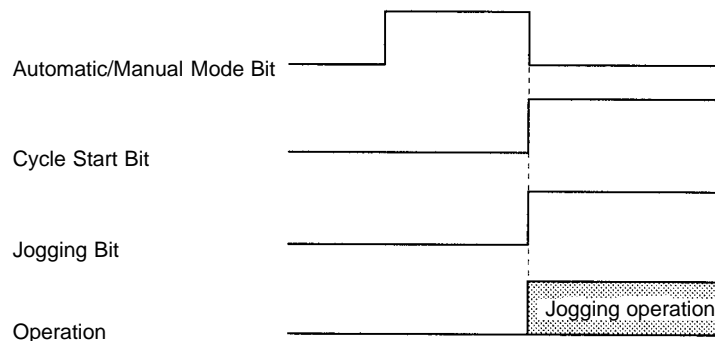 Automatic/Manual Mode Bit
Cycle Start Bit
Jogging Bit
Jogging operation
Operation